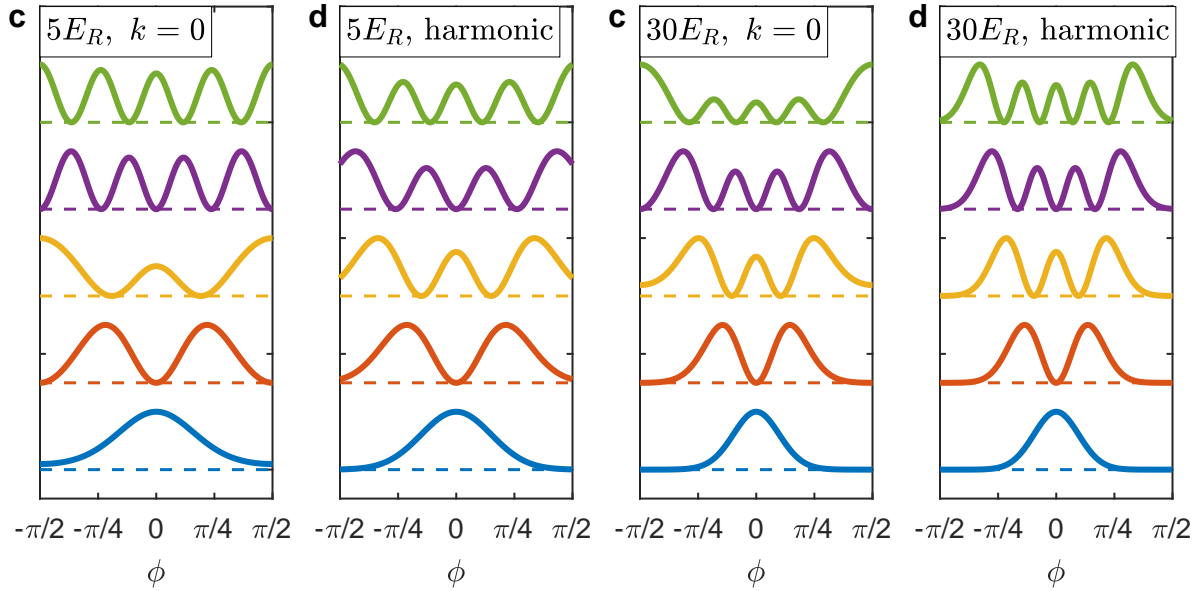 c 5E_R, k = 0
d 5E_R, harmonic
c 30E_R, k = 0
d 30E_R, harmonic
-π/2 -π/4 0 π/4 π/2
-π/2 -π/4 0 π/4 π/2
-π/2 -π/4 0 π/4 π/2
-π/2 -π/4 0 π/4 π/2
ϕ
ϕ
ϕ
ϕ